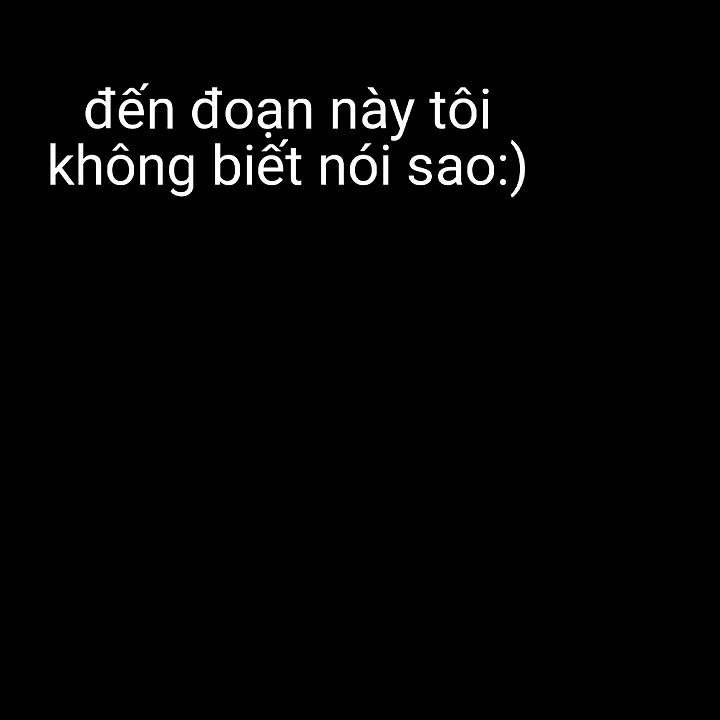 đến đoạn này tôi
không biết nói sao:)